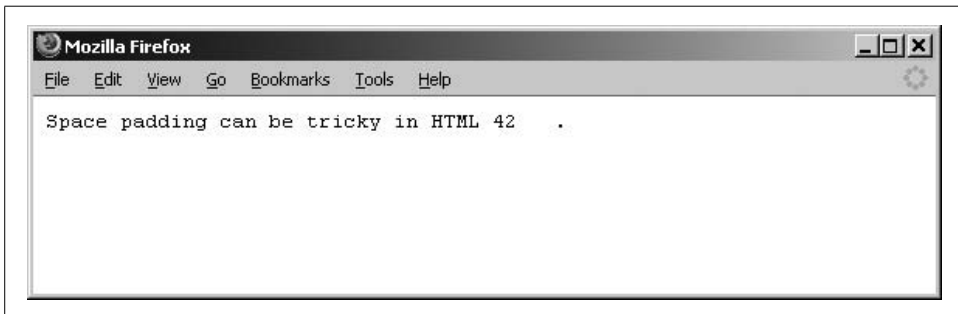 Mozilla Firefox
File Edit View Go Bookmarks Tools Help
Space padding can be tricky in HTML 42   .